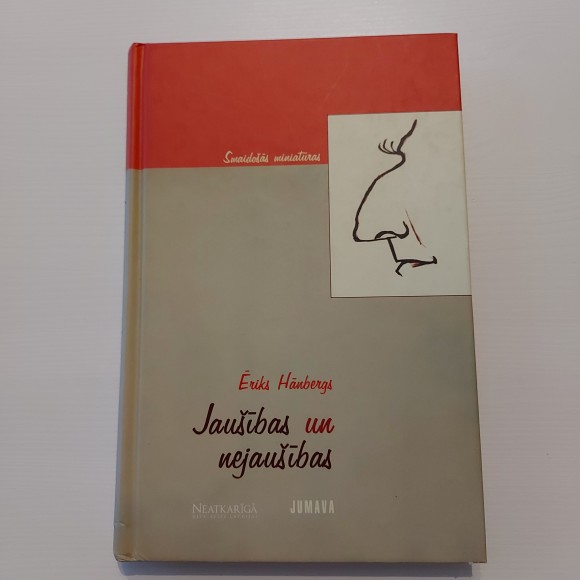 Smaidošās miniatūras
Ēriks Hānbergs
Jaušības un
nejaušības
NEATKARĪGĀ
JUMAVA